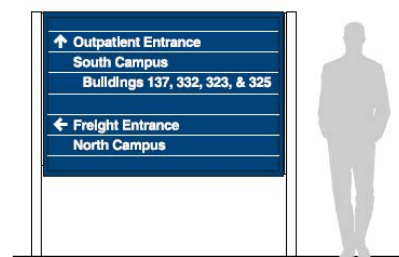 ↑ Outpatient Entrance
South Campus
Buildings 137, 332, 323, & 325
← Freight Entrance
North Campus